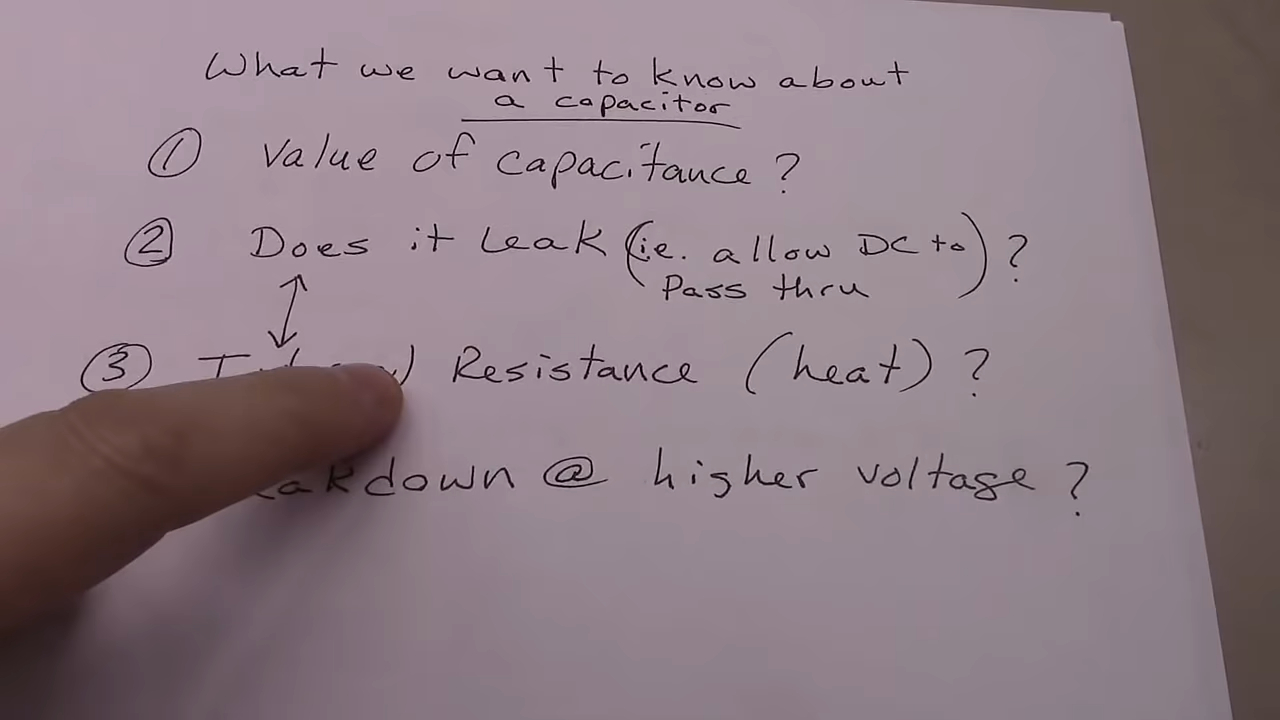 What we want to know about
a capacitor
① Value of capacitance ?
② Does it Leak (ie. allow DC to) ?
Pass thru
③ Resistance (heat) ?
@ higher voltage ?